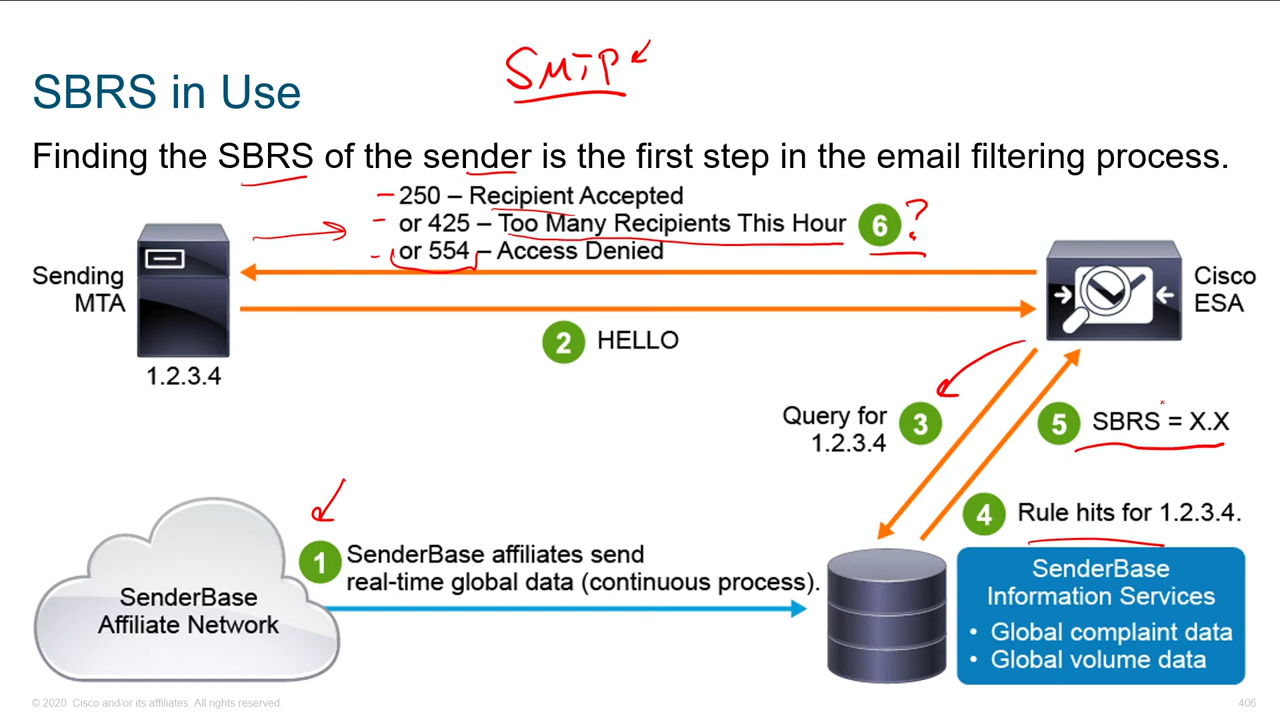 SMTP
SBRS in Use
Finding the SBRS of the sender is the first step in the email filtering process.
250 – Recipient Accepted
or 425 – Too Many Recipients This Hour
or 554 – Access Denied
6 ?
Sending
MTA
1.2.3.4
Cisco
ESA
2 HELLO
Query for
1.2.3.4
3
5 SBRS = X.X
4 Rule hits for 1.2.3.4.
1 SenderBase affiliates send
real-time global data (continuous process).
SenderBase
Affiliate Network
SenderBase
Information Services
• Global complaint data
• Global volume data
© 2020 Cisco and/or its affiliates. All rights reserved.
406